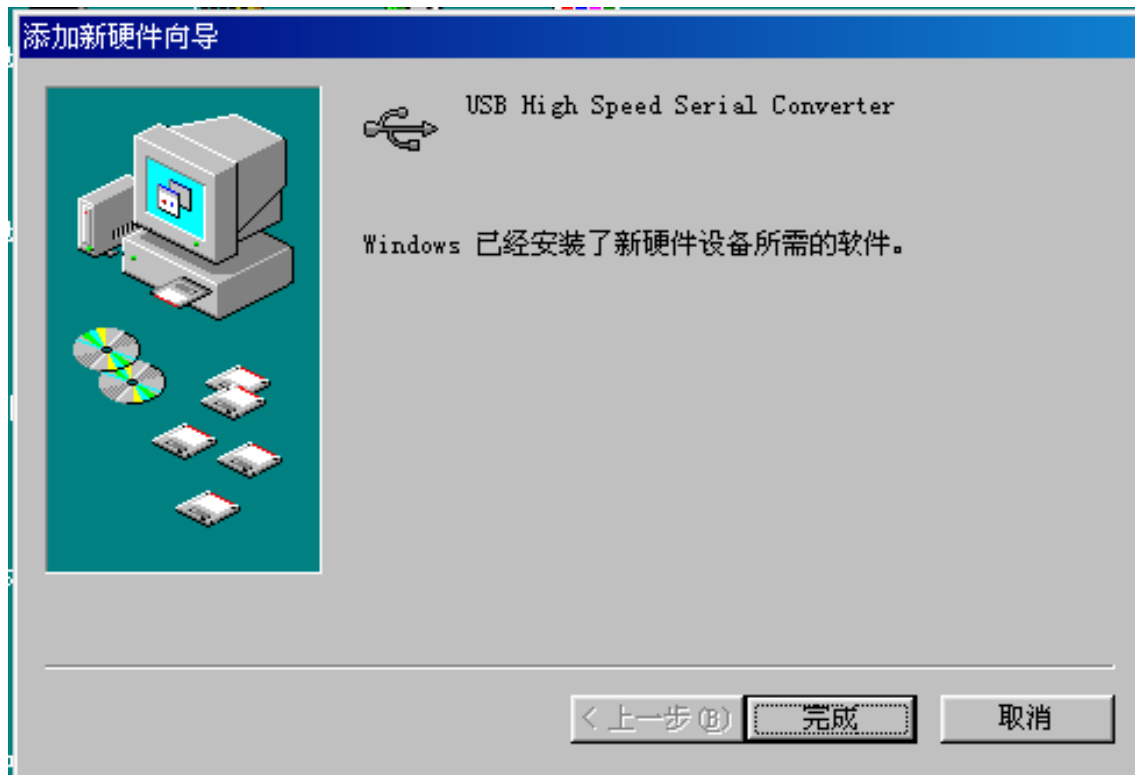 添加新硬件向导
USB High Speed Serial Converter
Windows 已经安装了新硬件设备所需的软件。
< 上一步(B)
完成
取消